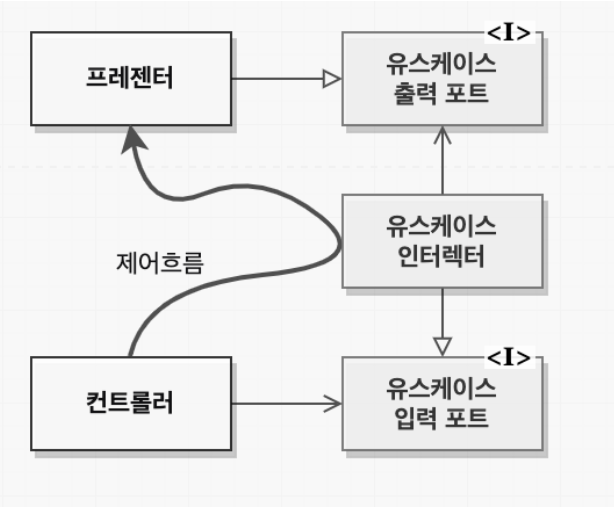 <I>
프레젠터
유스케이스
출력 포트
유스케이스
인터렉터
제어흐름
<I>
컨트롤러
유스케이스
입력 포트